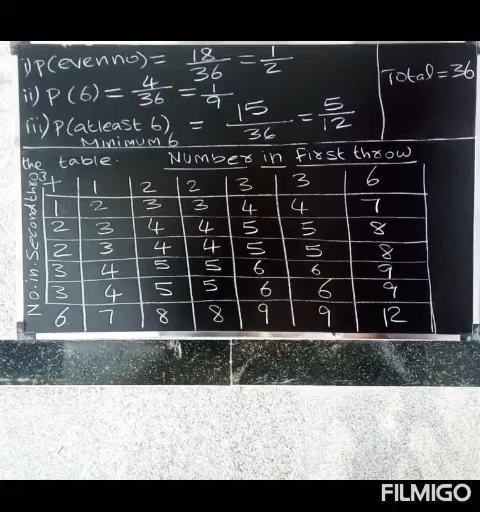 i) P(even no) = 18/36 = 1/2
Total = 36
ii) P(6) = 4/36 = 1/9
iii) P(atleast 6) = 15/36 = 5/12
Minimum 6
the table. Number in first throw
No. in. Second throw
+ 1 2 2 3 3 6
1 2 3 3 4 4 7
2 3 4 4 5 5 8
2 3 4 4 5 5 8
3 4 5 5 6 6 9
3 4 5 5 6 6 9
6. 7 8 8 9 9 12
FILMIGO